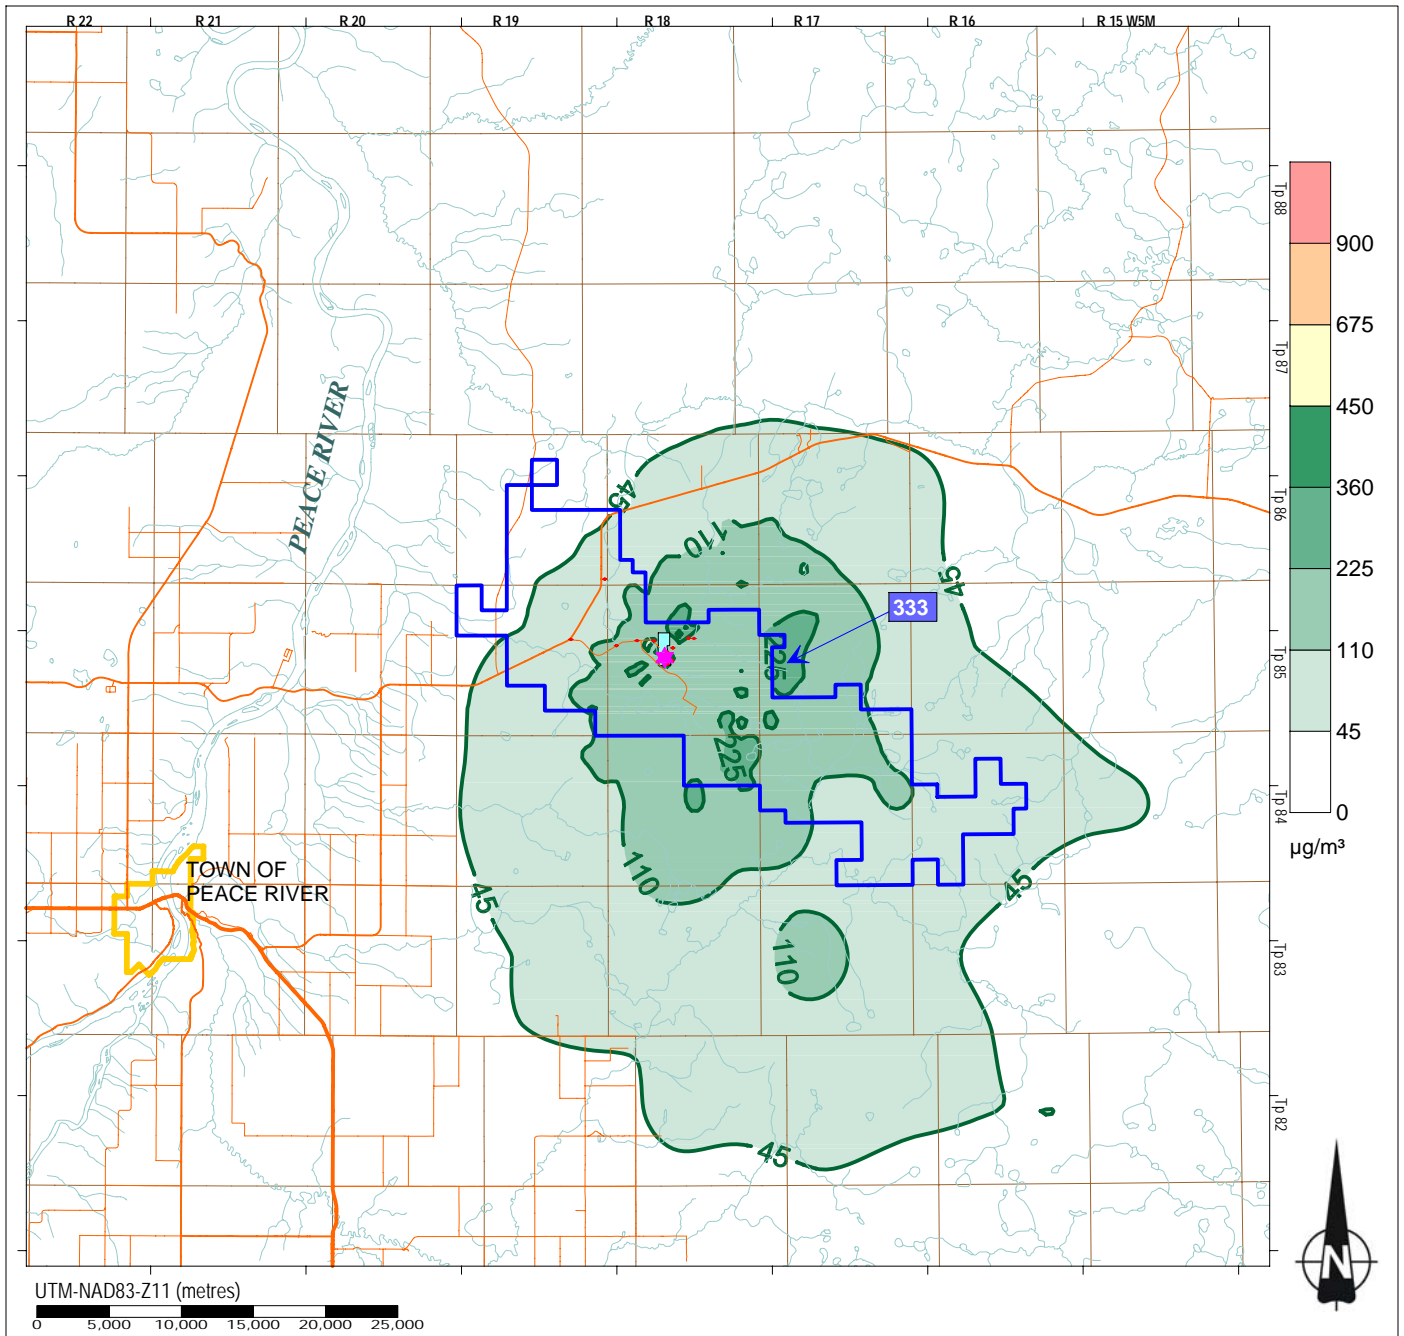 R 22 R 21 R 20 R 19 R 18 R 17 R 16 R 15 W5M
Tp 88
Tp 87
Tp 86
Tp 85
Tp 84
Tp 83
Tp 82
900
675
450
360
225
110
45
0
µg/m³
PEACE RIVER
45
110
45
333
225
225
110
45
45
110
45
TOWN OF
PEACE RIVER
N
UTM-NAD83-Z11 (metres)
0 5,000 10,000 15,000 20,000 25,000